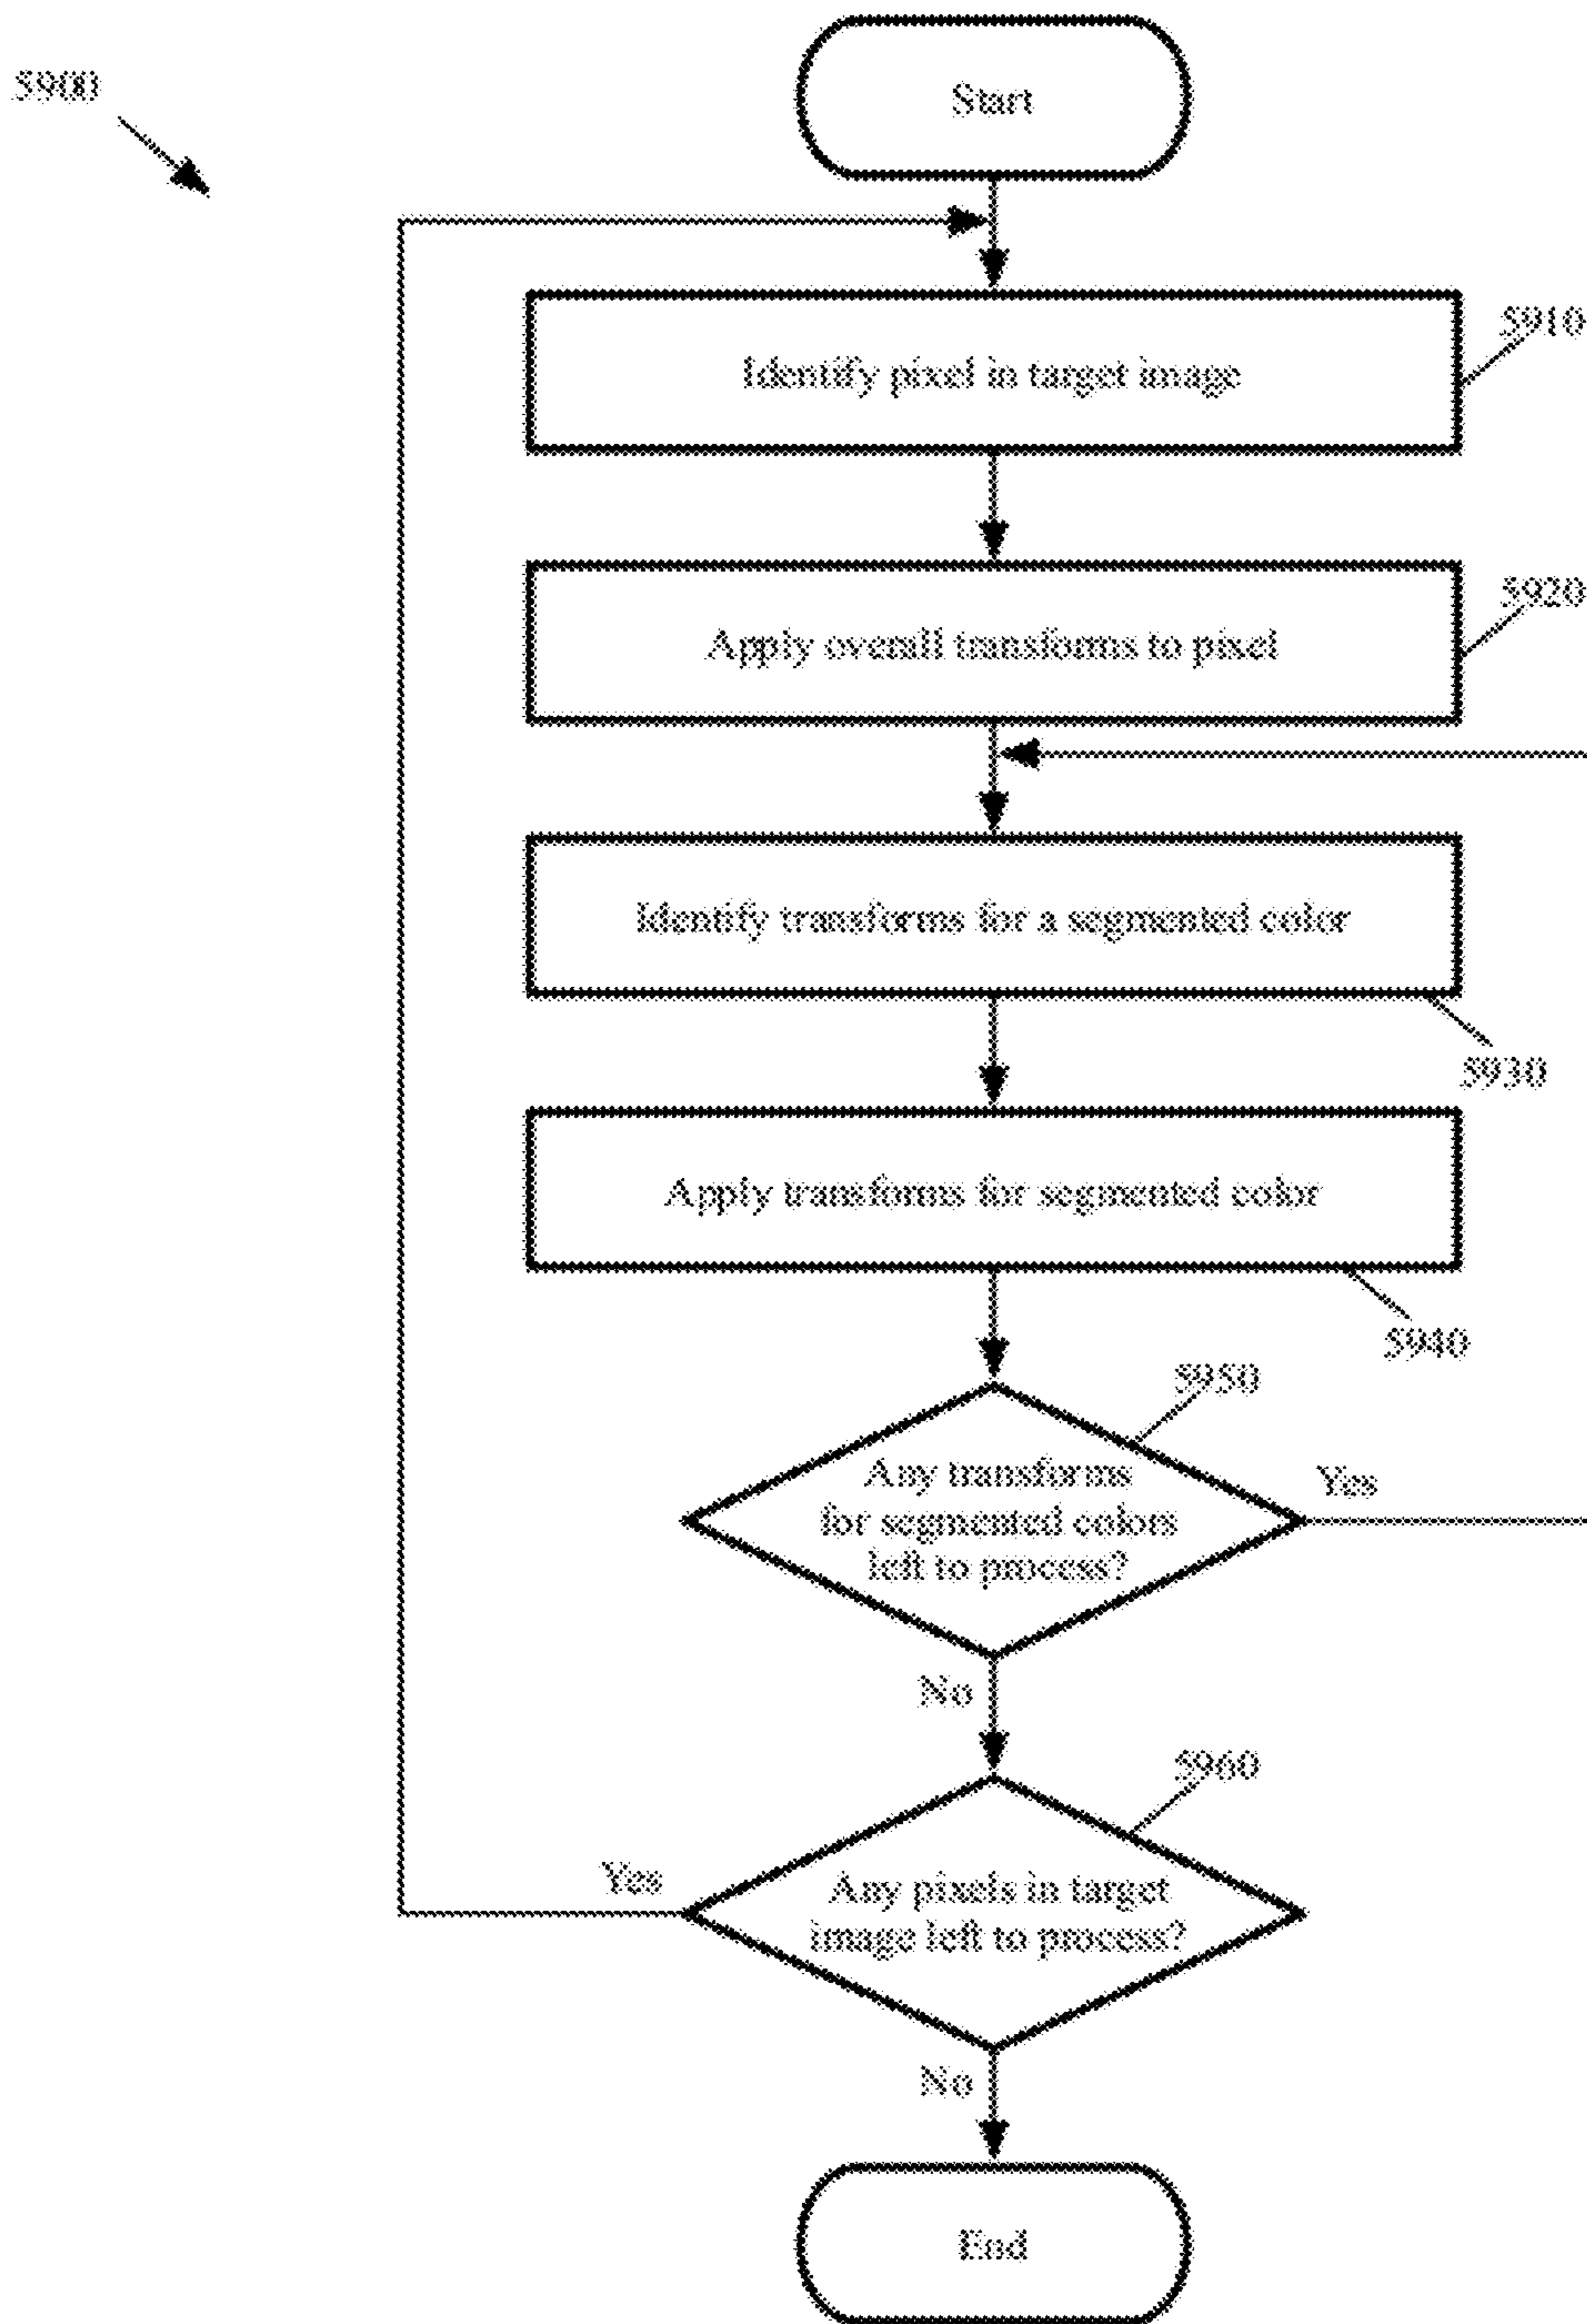 5900
Start
Identify pixel in target image
5910
Apply overall transforms to pixel
5920
Identify transforms for a segmented color
5930
Apply transforms for segmented color
5940
5950
Any transforms
for segmented colors
left to process?
Yes
No
5960
Any pixels in target
image left to process?
Yes
No
End